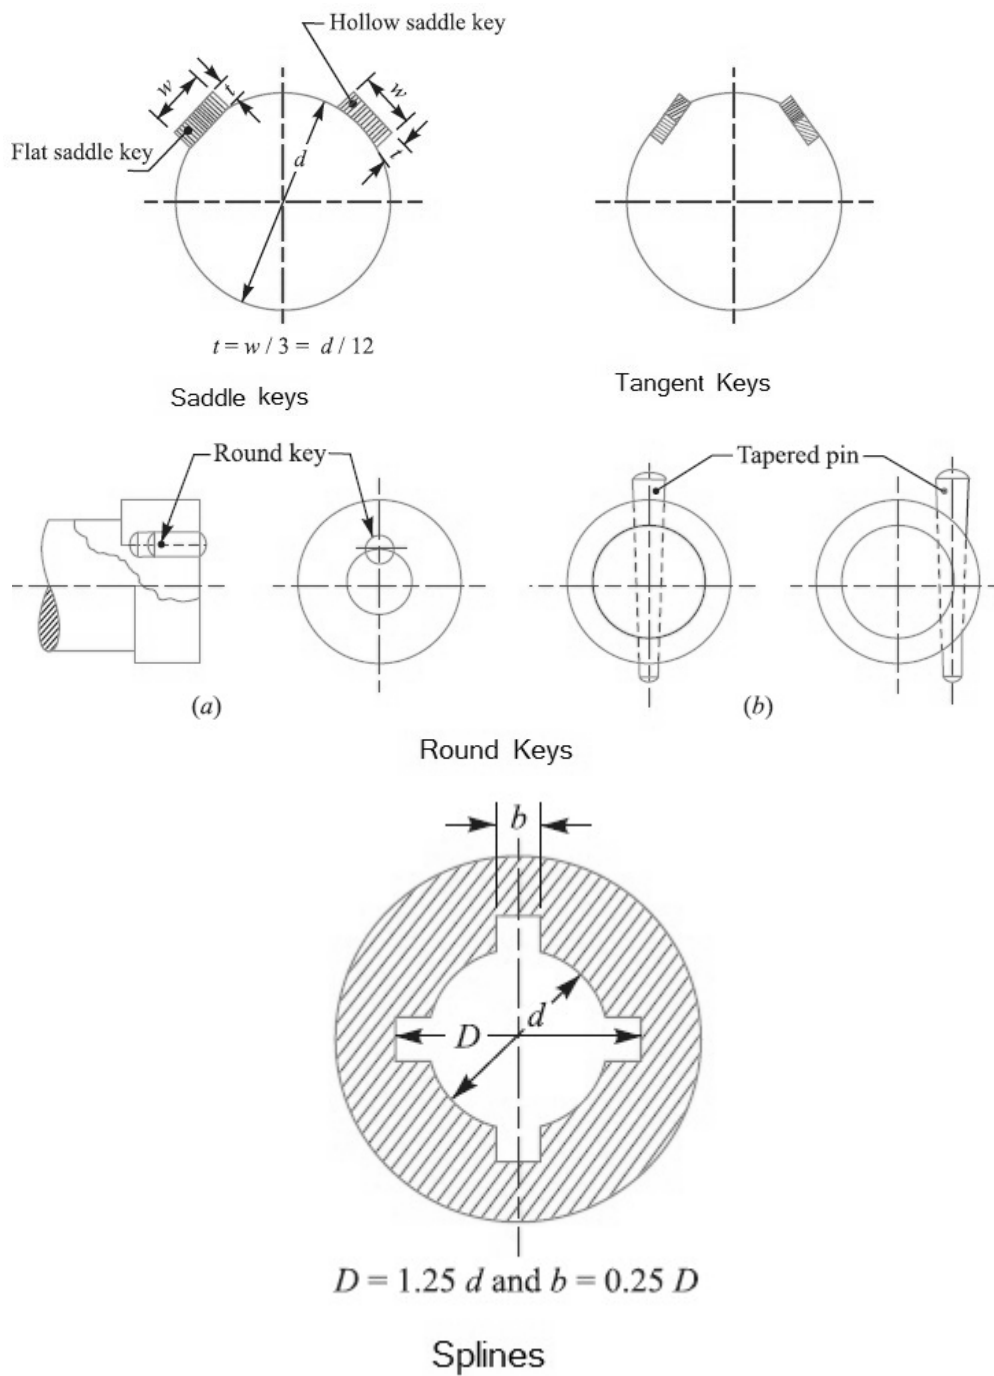 Hollow saddle key
w
t
w
t
Flat saddle key
d
t = w / 3 = d / 12
Saddle keys
Tangent Keys
Round key
Tapered pin
(a)
(b)
Round Keys
b
d
D
D = 1.25 d and b = 0.25 D
Splines